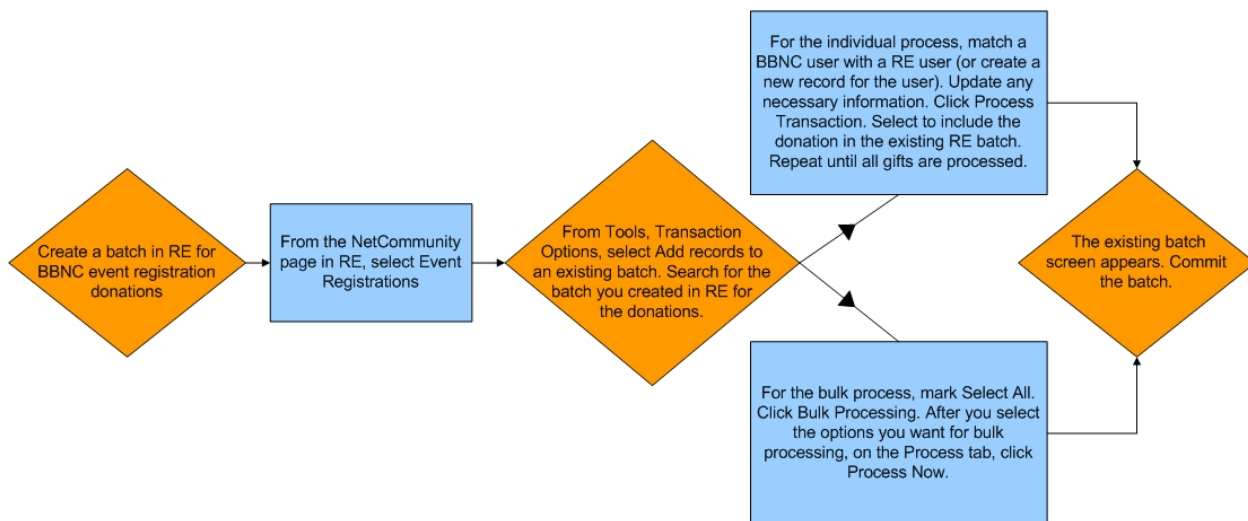 Create a batch in RE for
BBNC event registration
donations
From the NetCommunity
page in RE, select Event
Registrations
From Tools, Transaction
Options, select Add records to
an existing batch. Search for the
batch you created in RE for
the donations.
For the individual process, match a
BBNC user with a RE user (or create a
new record for the user). Update any
necessary information. Click Process
Transaction. Select to include the
donation in the existing RE batch.
Repeat until all gifts are processed.
For the bulk process, mark Select All.
Click Bulk Processing. After you select
the options you want for bulk
processing, on the Process tab, click
Process Now.
The existing batch
screen appears. Commit
the batch.